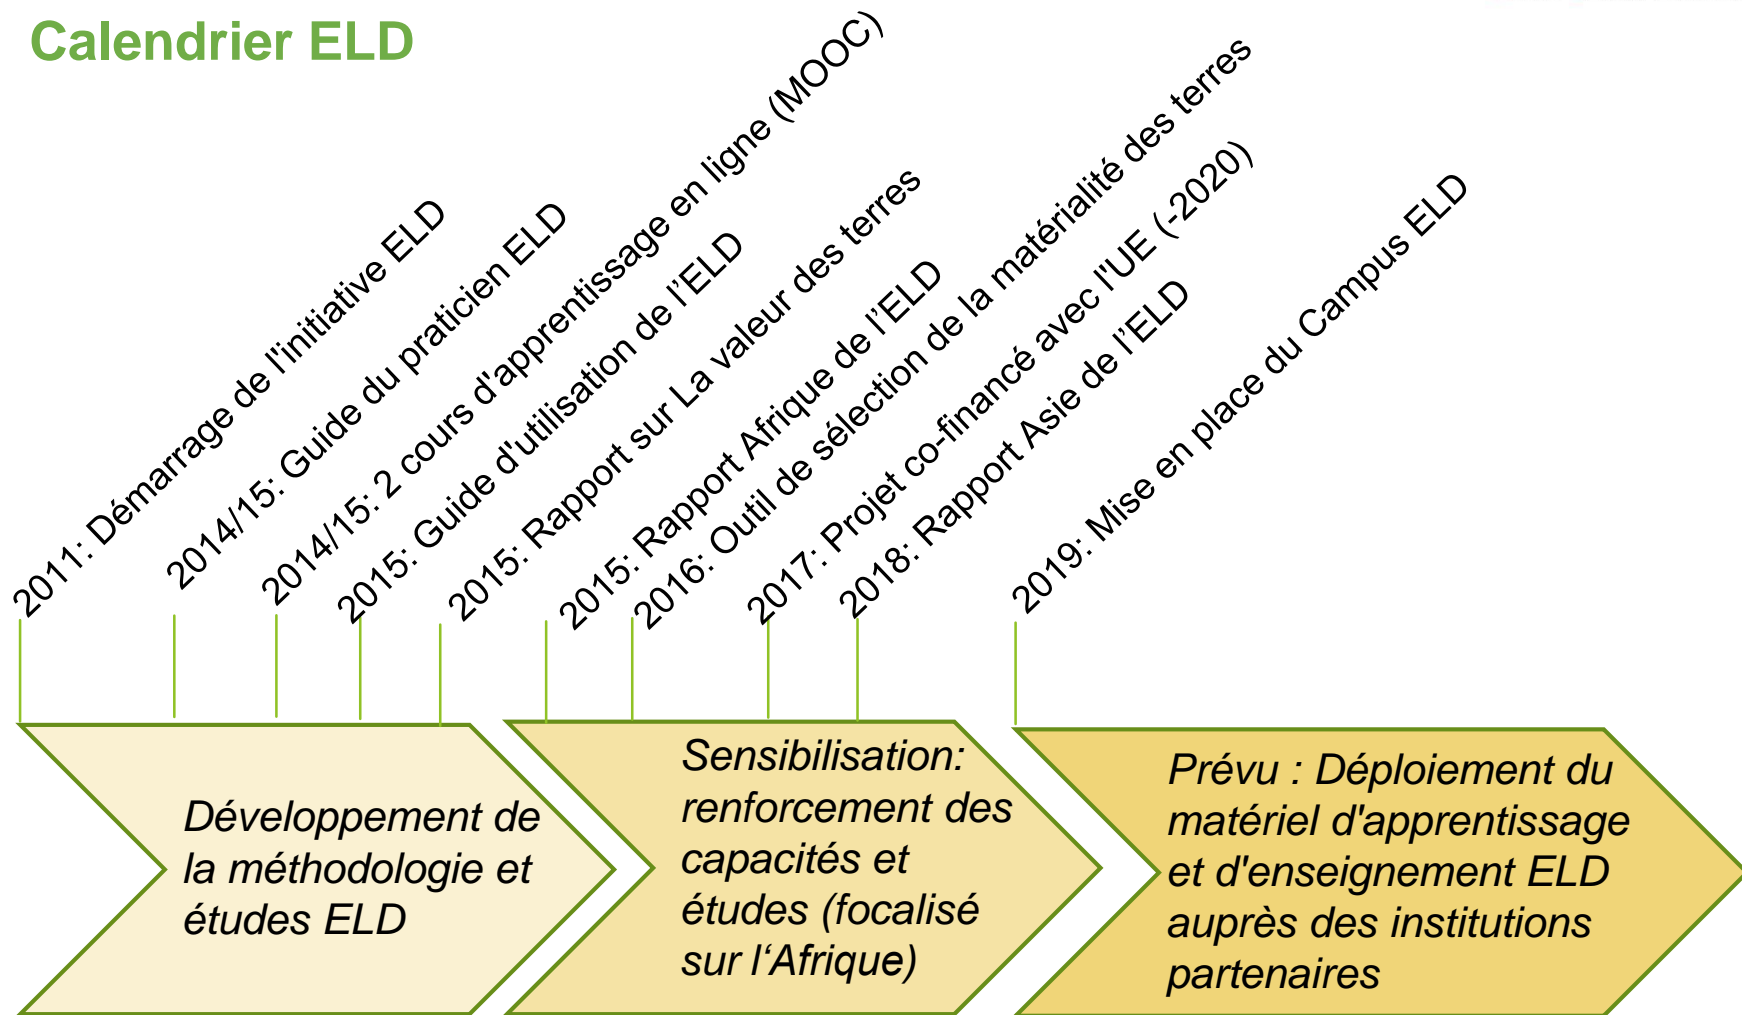 Calendrier ELD
2011: Démarrage de l'initiative ELD
2014/15: Guide du praticien ELD
2014/15: 2 cours d'apprentissage en ligne (MOOC)
2015: Guide d'utilisation de l’ELD
2015: Rapport sur La valeur des terres
2015: Rapport Afrique de l’ELD
2016: Outil de sélection de la matérialité des terres
2017: Projet co-financé avec l'UE (-2020)
2018: Rapport Asie de l’ELD
2019: Mise en place du Campus ELD
Développement de
la méthodologie et
études ELD
Sensibilisation:
renforcement des
capacités et
études (focalisé
sur l‘Afrique)
Prévu : Déploiement du
matériel d'apprentissage
et d'enseignement ELD
auprès des institutions
partenaires